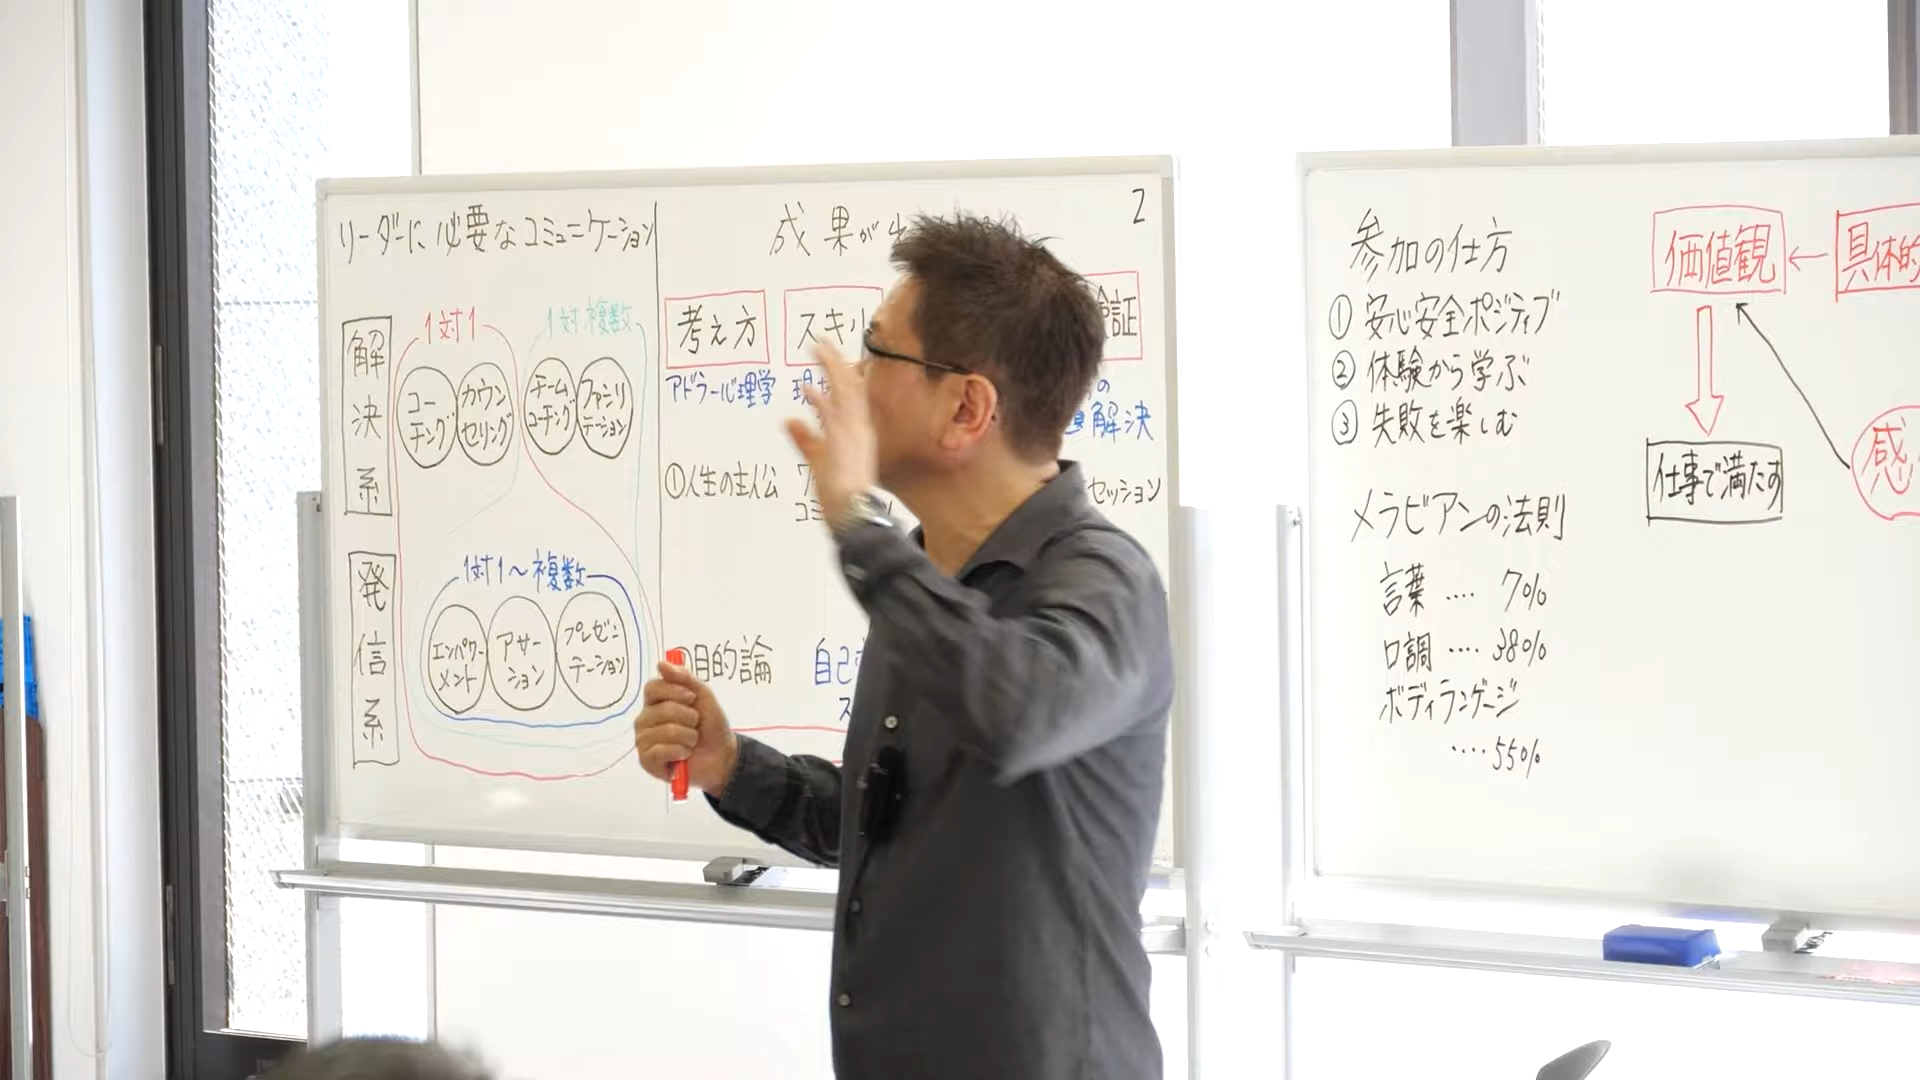 リーダーに必要なコミュニケーション
解決系
1対1
1対複数
コーチング
カウンセリング
チームコーチング
ファシリテーション
発信系
1対1~複数
エンパワーメント
アサーション
プレゼンテーション
成果が
2
考え方
スキル
証
アドラー心理学
現
の
解決
①人生の主人公
コミ
セッション
目的論
自己
ス
参加の仕方
① 安心安全ポジティブ
② 体験から学ぶ
③ 失敗を楽しむ
メラビアンの法則
言葉 ‥‥ 7%
口調 ‥‥ 38%
ボディランゲージ
‥‥55%
価値観
具体的
仕事で満たす
感